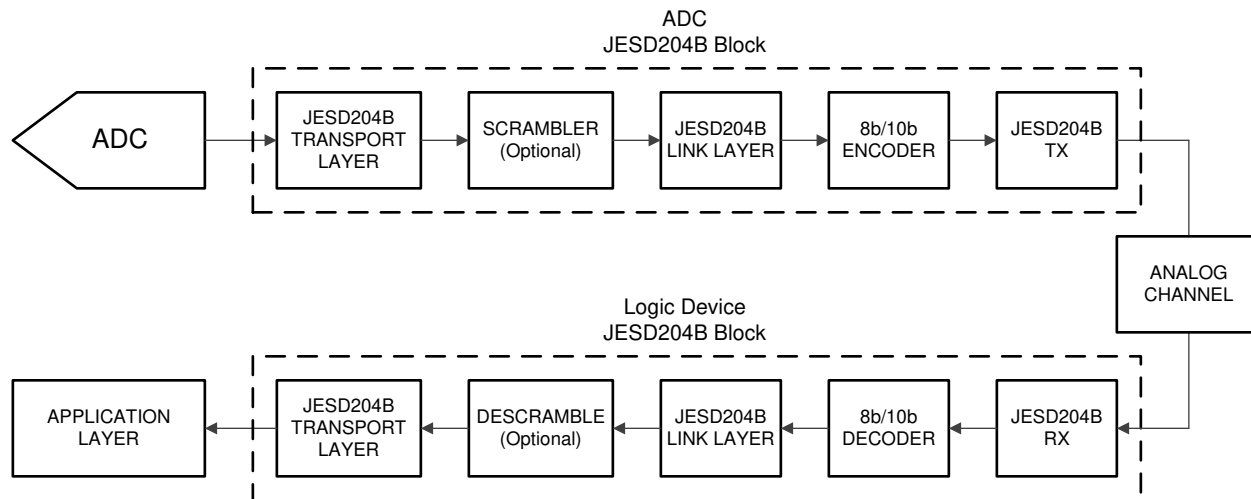 ADC
JESD204B Block
ADC
JESD204B
TRANSPORT
LAYER
SCRAMBLER
(Optional)
JESD204B
LINK LAYER
8b/10b
ENCODER
JESD204B
TX
ANALOG
CHANNEL
Logic Device
JESD204B Block
APPLICATION
LAYER
JESD204B
TRANSPORT
LAYER
DESCRAMBLE
(Optional)
JESD204B
LINK LAYER
8b/10b
DECODER
JESD204B
RX